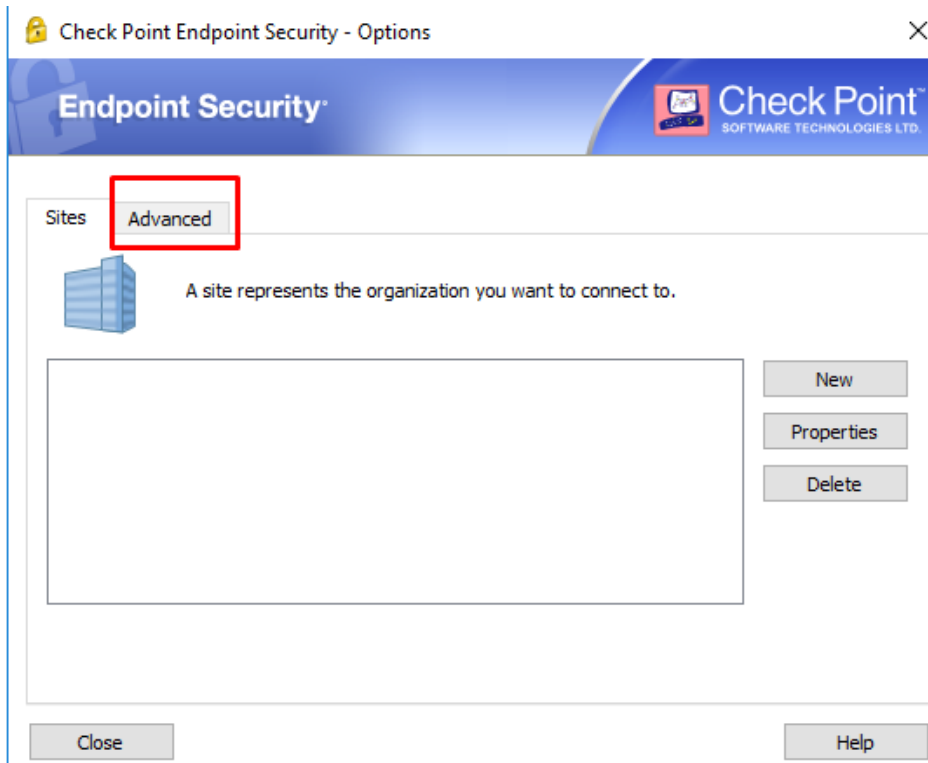 Check Point Endpoint Security - Options
Endpoint Security
Check Point™
SOFTWARE TECHNOLOGIES LTD.
Sites
Advanced
A site represents the organization you want to connect to.
New
Properties
Delete
Close
Help